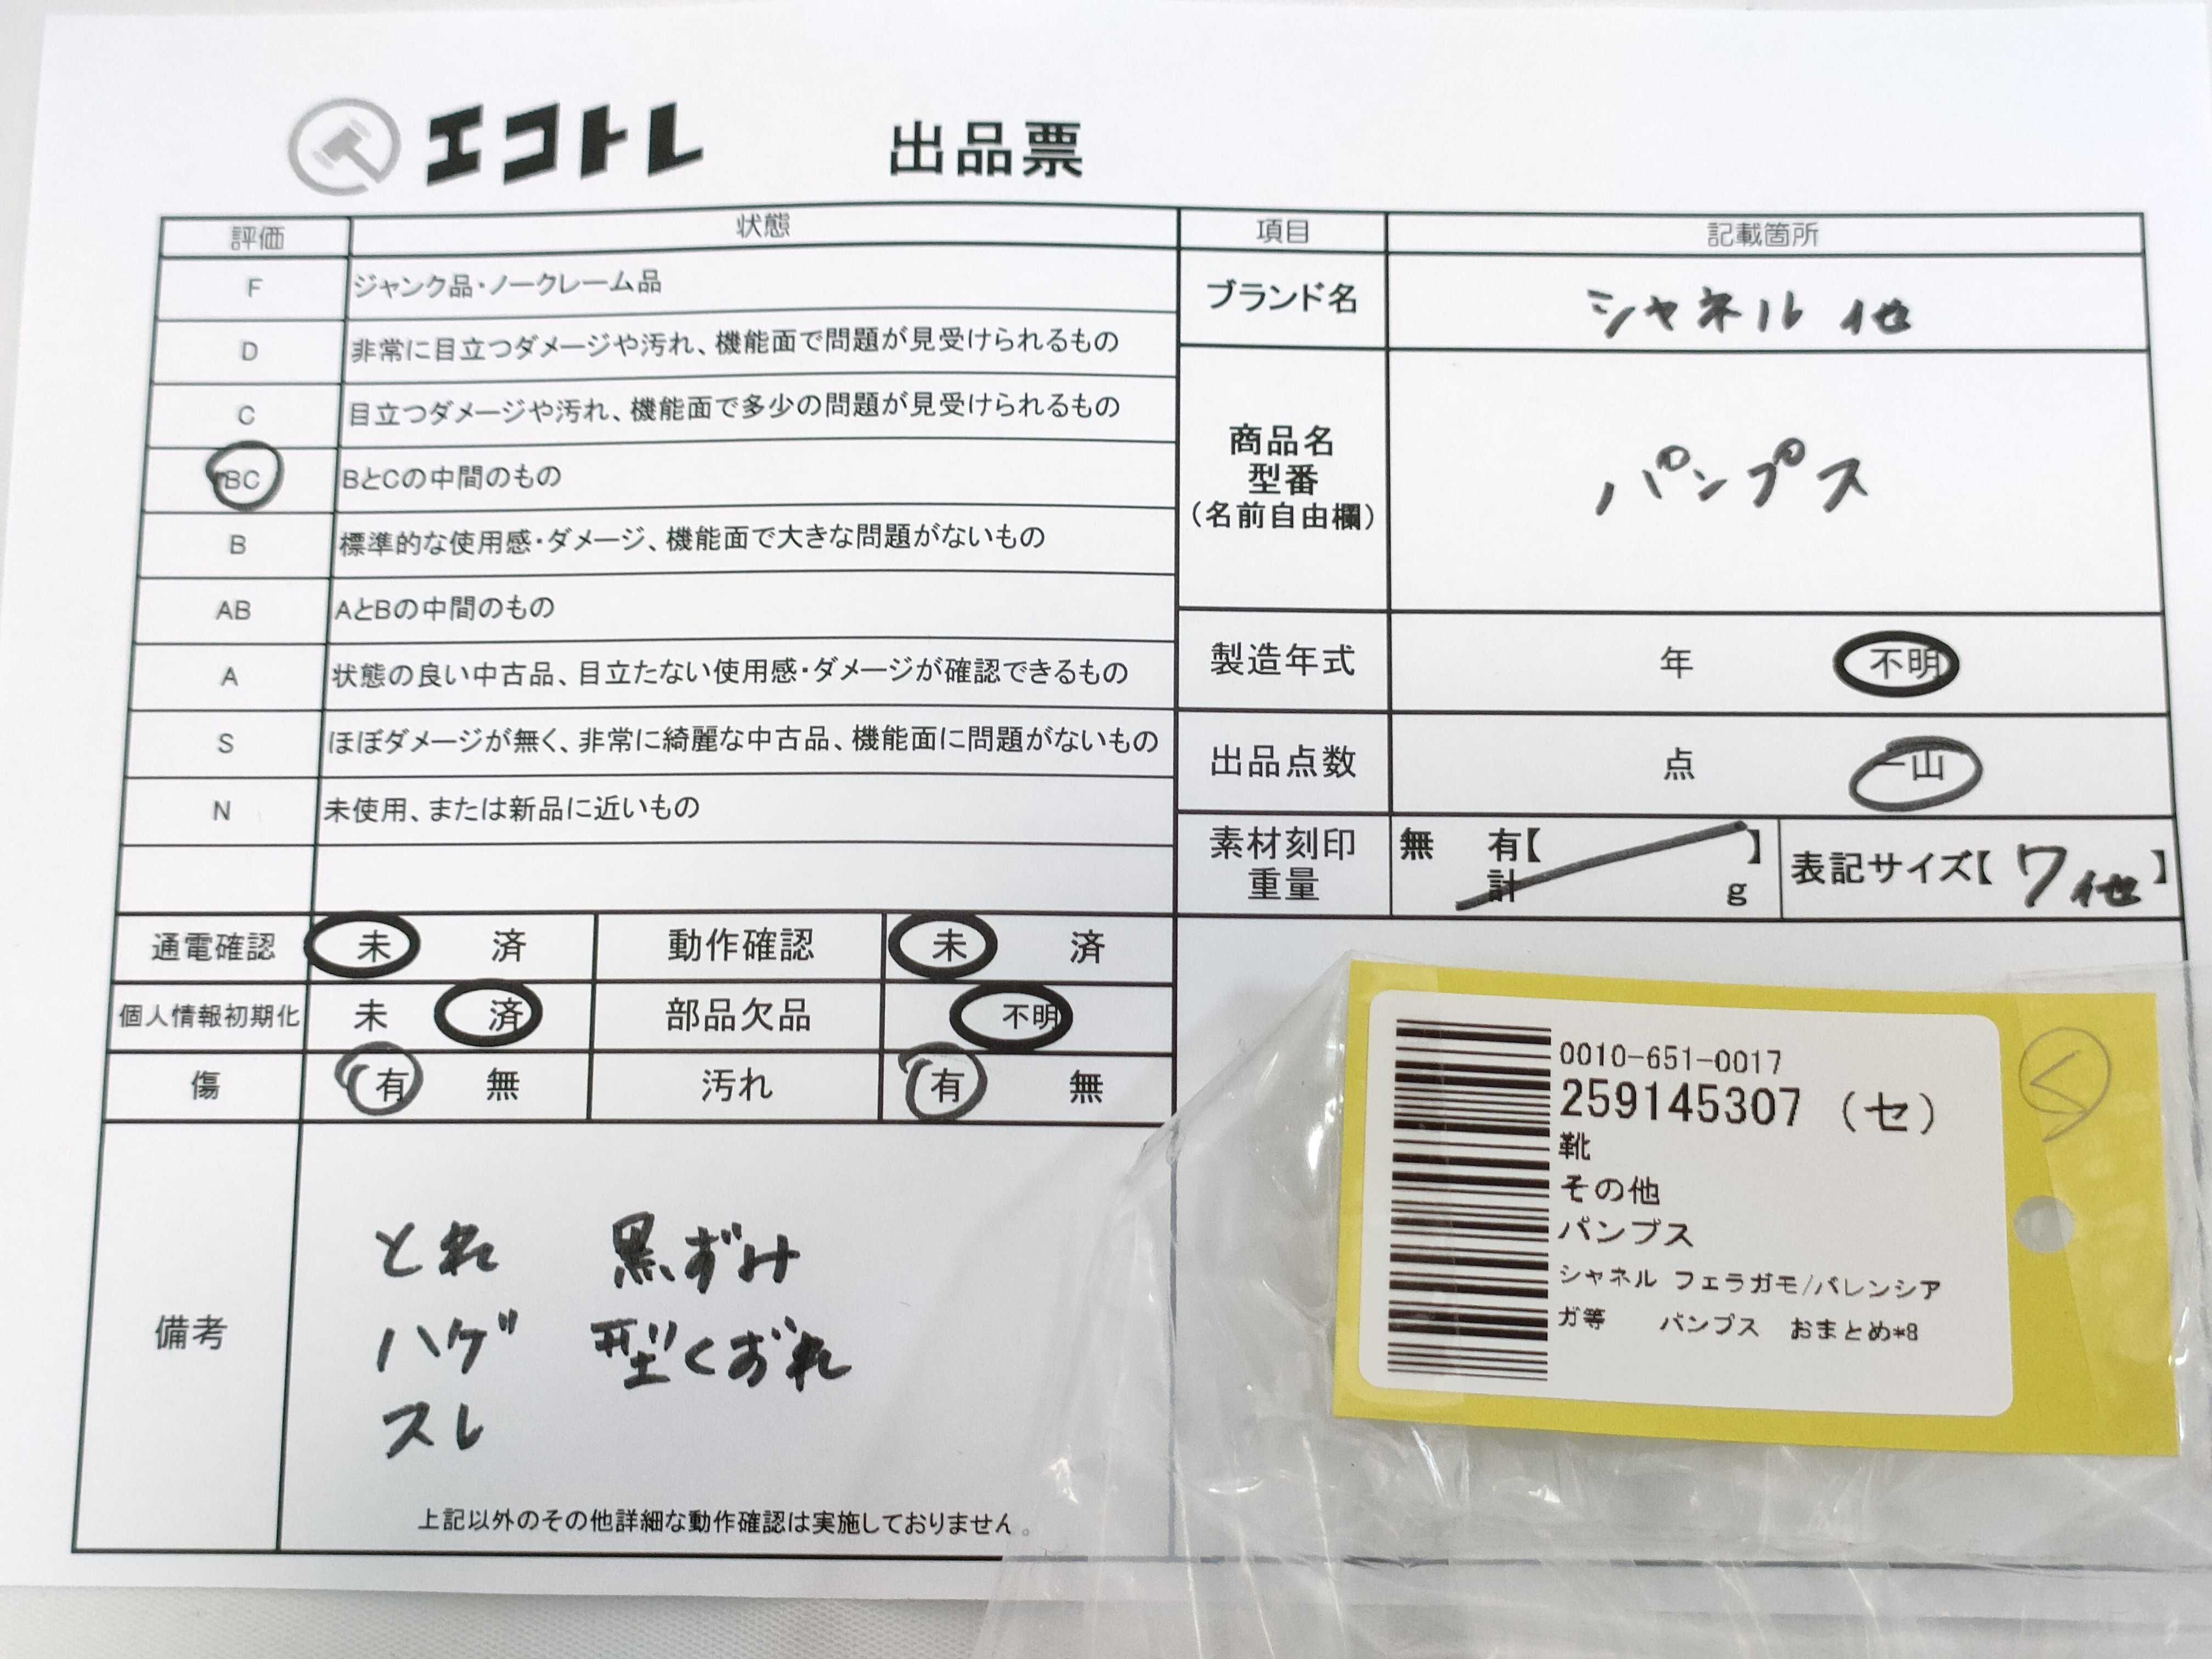 エコトレ 出品票
評価 状態
F ジャンク品・ノークレーム品
D 非常に目立つダメージや汚れ、機能面で問題が見受けられるもの
C 目立つダメージや汚れ、機能面で多少の問題が見受けられるもの
BC BとCの中間のもの
B 標準的な使用感・ダメージ、機能面で大きな問題がないもの
AB AとBの中間のもの
A 状態の良い中古品、目立たない使用感・ダメージが確認できるもの
S ほぼダメージが無く、非常に綺麗な中古品、機能面に問題がないもの
N 未使用、または新品に近いもの
通電確認 未 済 動作確認 未 済
個人情報初期化 未 済 部品欠品 不明
傷 有 無 汚れ 有 無
備考
とれ 黒ずみ
ハゲ 型くずれ
スレ
上記以外のその他詳細な動作確認は実施しておりません。
項目 記載箇所
ブランド名 シャネル 他
商品名
型番
(名前自由欄)
パンプス
製造年式 年 不明
出品点数 点 一山
素材刻印
重量
無 有【 】
計 g
表記サイズ【 7他 】
0010-651-0017
259145307 (セ)
靴
その他
パンプス
シャネル フェラガモ/バレンシア
ガ等 パンプス おまとめ*8